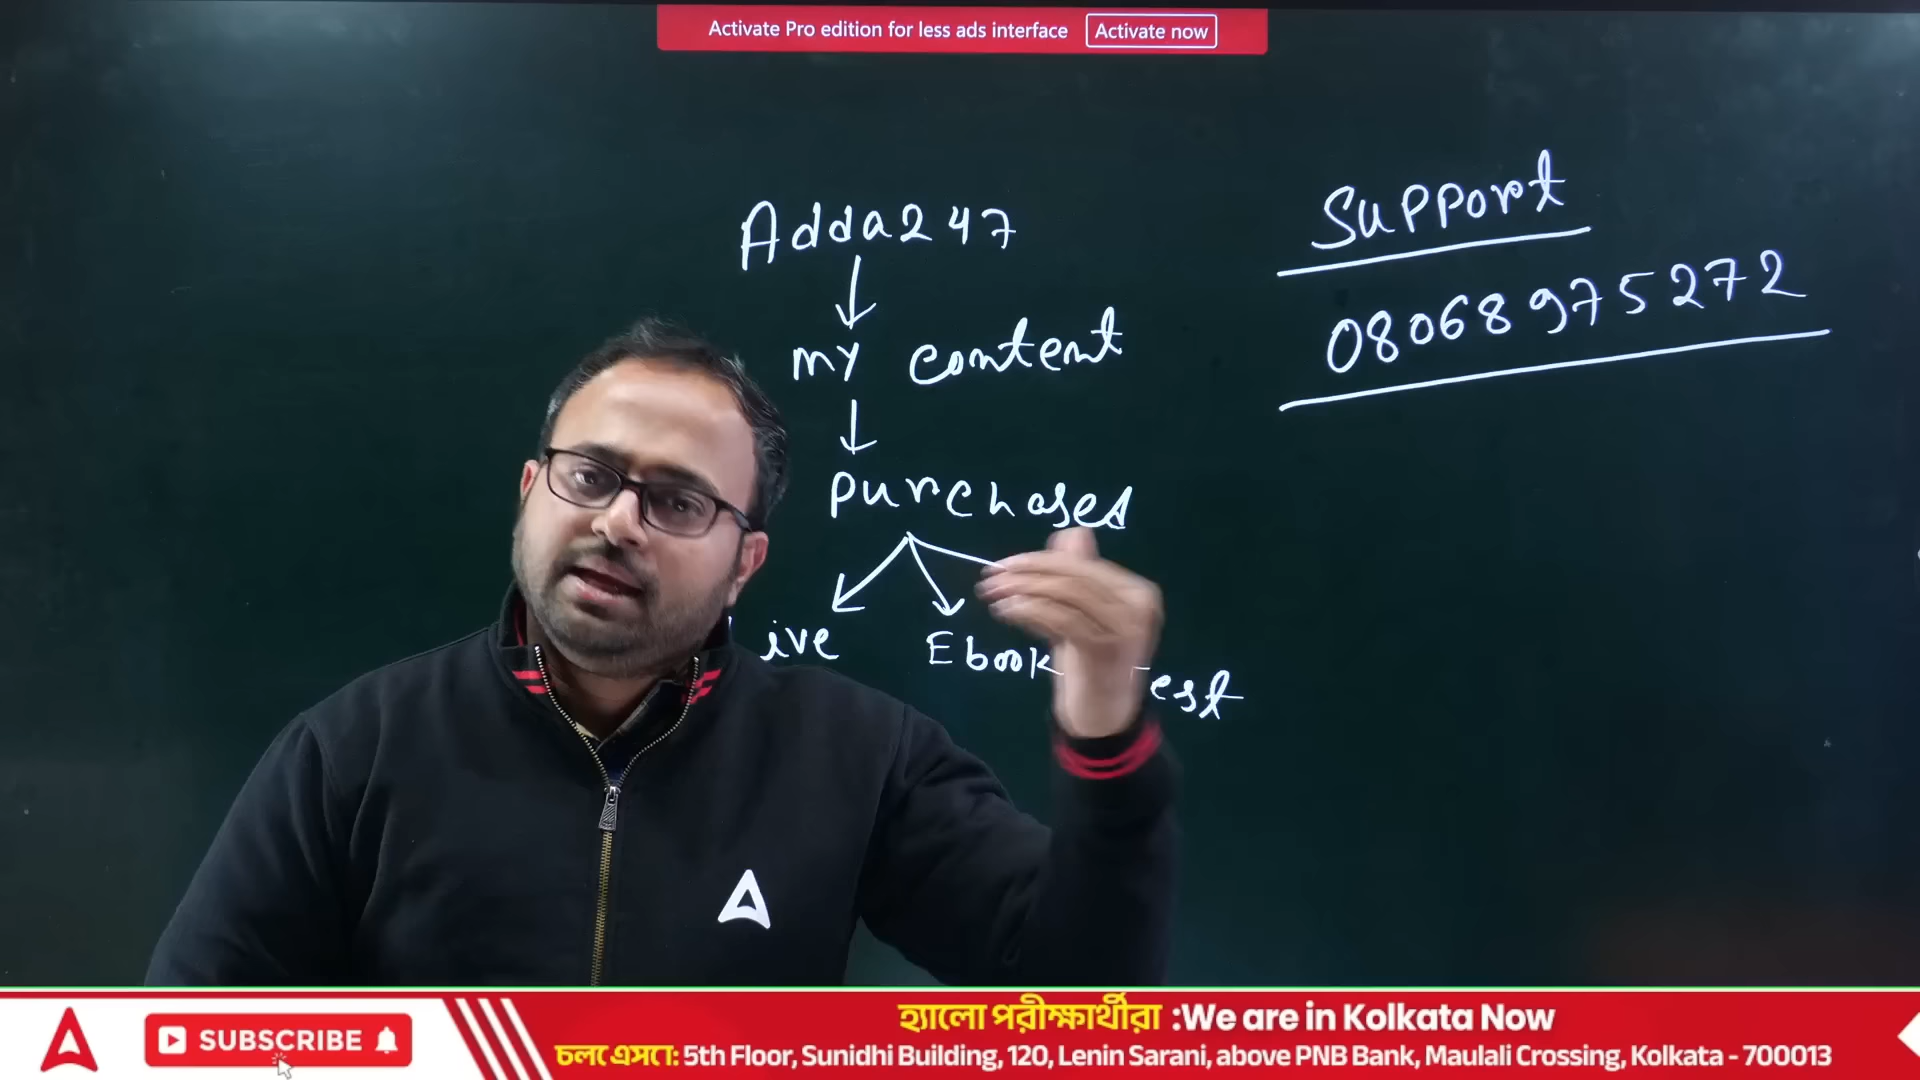 Activate Pro edition for less ads interface Activate now
Support
Adda247
08068975272
my content
purchased
Live Ebook Test
SUBSCRIBE
হ্যালো পরীক্ষার্থীরা :We are in Kolkata Now
চলে এসো: 5th Floor, Sunidhi Building, 120, Lenin Sarani, above PNB Bank, Maulali Crossing, Kolkata - 700013